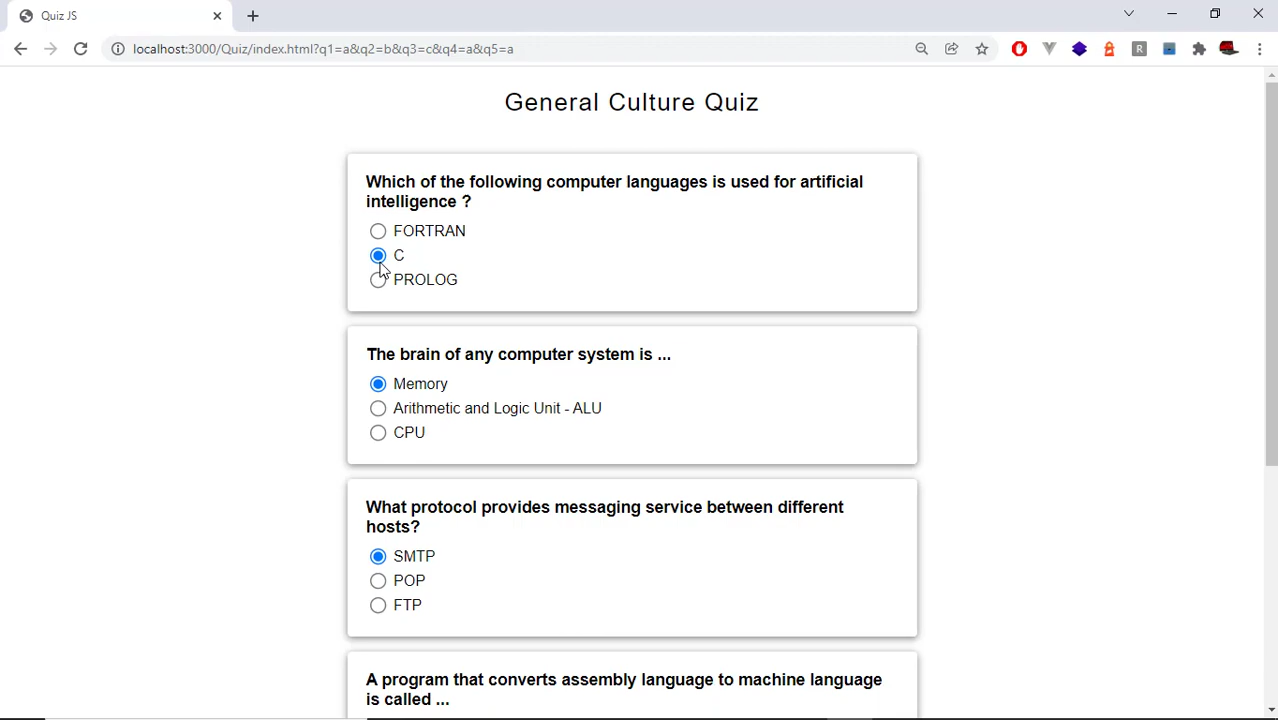 Quiz JS
localhost:3000/Quiz/index.html?q1=a&q2=b&q3=c&q4=a&q5=a
R
General Culture Quiz
Which of the following computer languages is used for artificial
intelligence ?
FORTRAN
C
PROLOG
The brain of any computer system is ...
Memory
Arithmetic and Logic Unit - ALU
CPU
What protocol provides messaging service between different
hosts?
SMTP
POP
FTP
A program that converts assembly language to machine language
is called ...